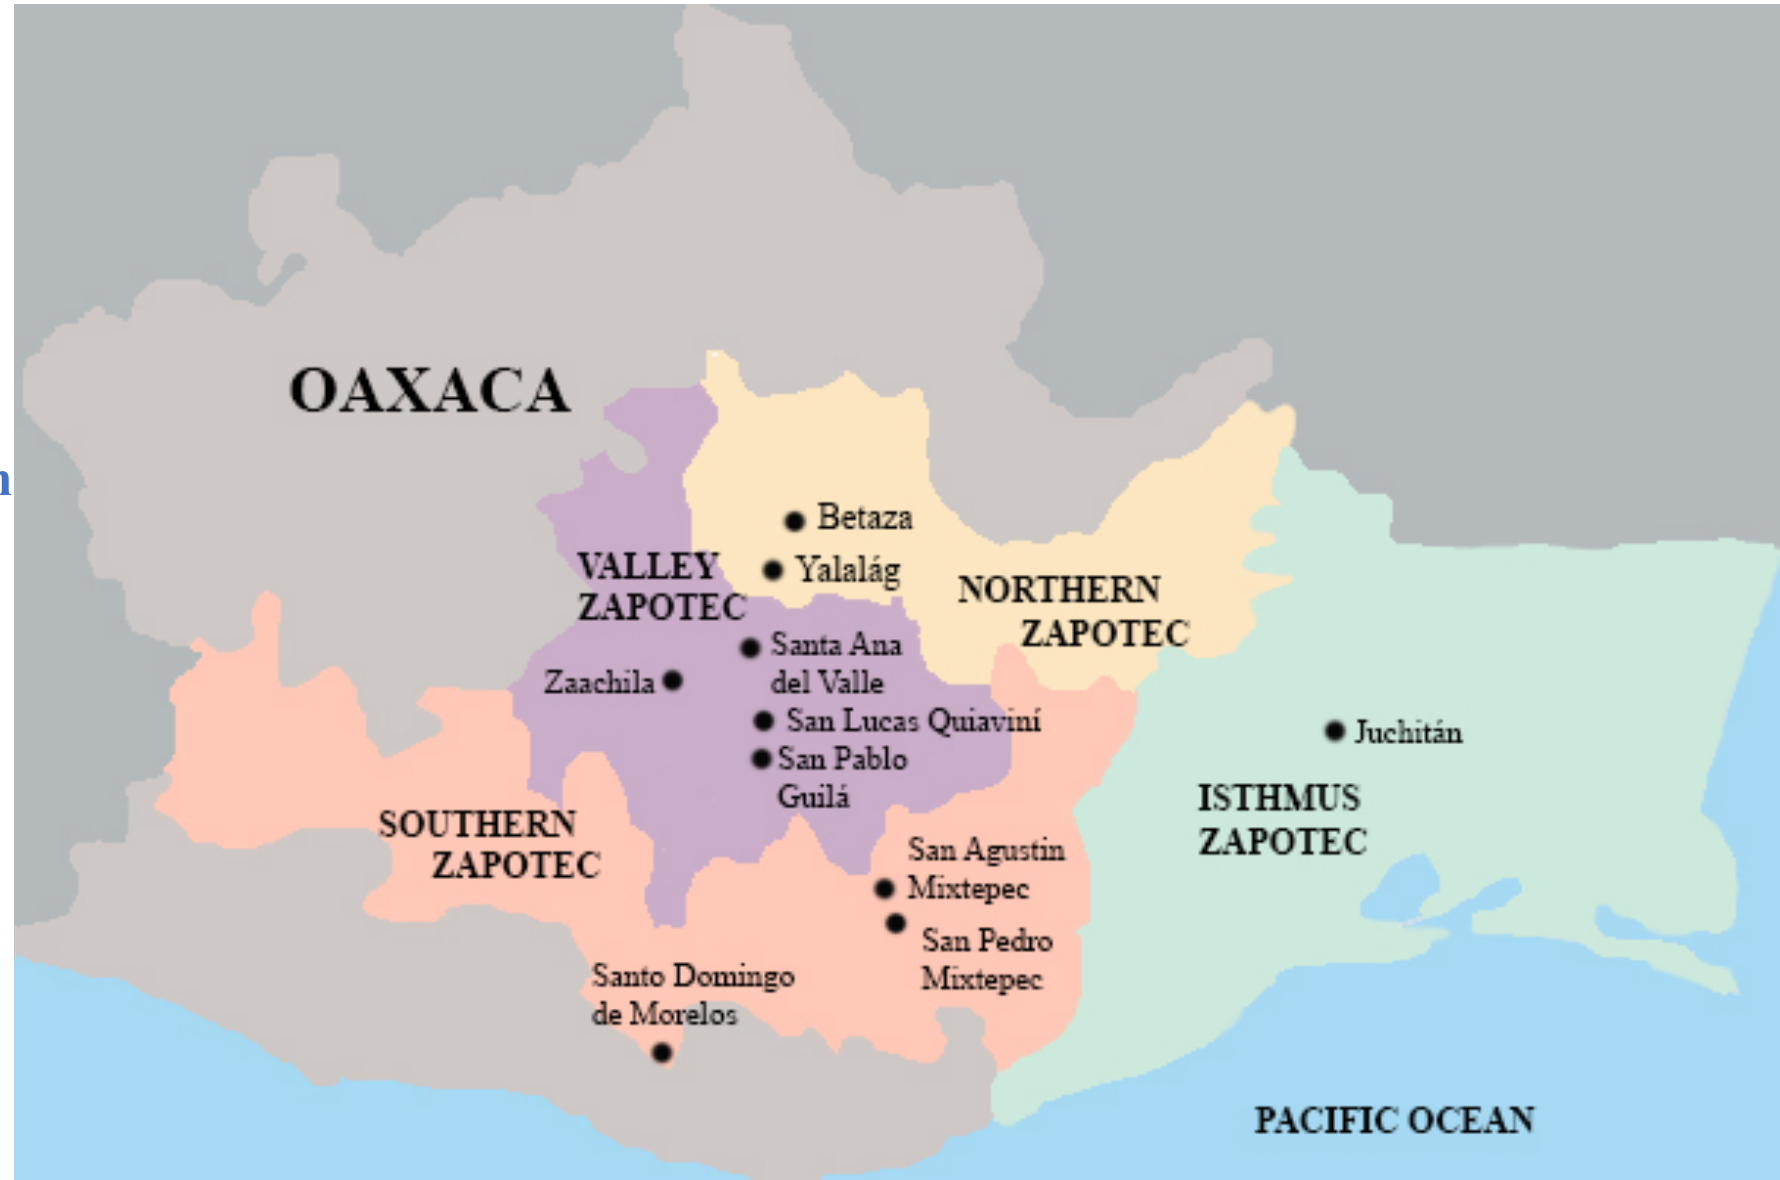 OAXACA
n
Betaza
VALLEY
ZAPOTEC
Yalalág
NORTHERN
ZAPOTEC
Santa Ana
del Valle
Zaachila
San Lucas Quiaviní
San Pablo
Guilá
Juchitán
ISTHMUS
ZAPOTEC
SOUTHERN
ZAPOTEC
San Agustin
Mixtepec
San Pedro
Mixtepec
Santo Domingo
de Morelos
PACIFIC OCEAN